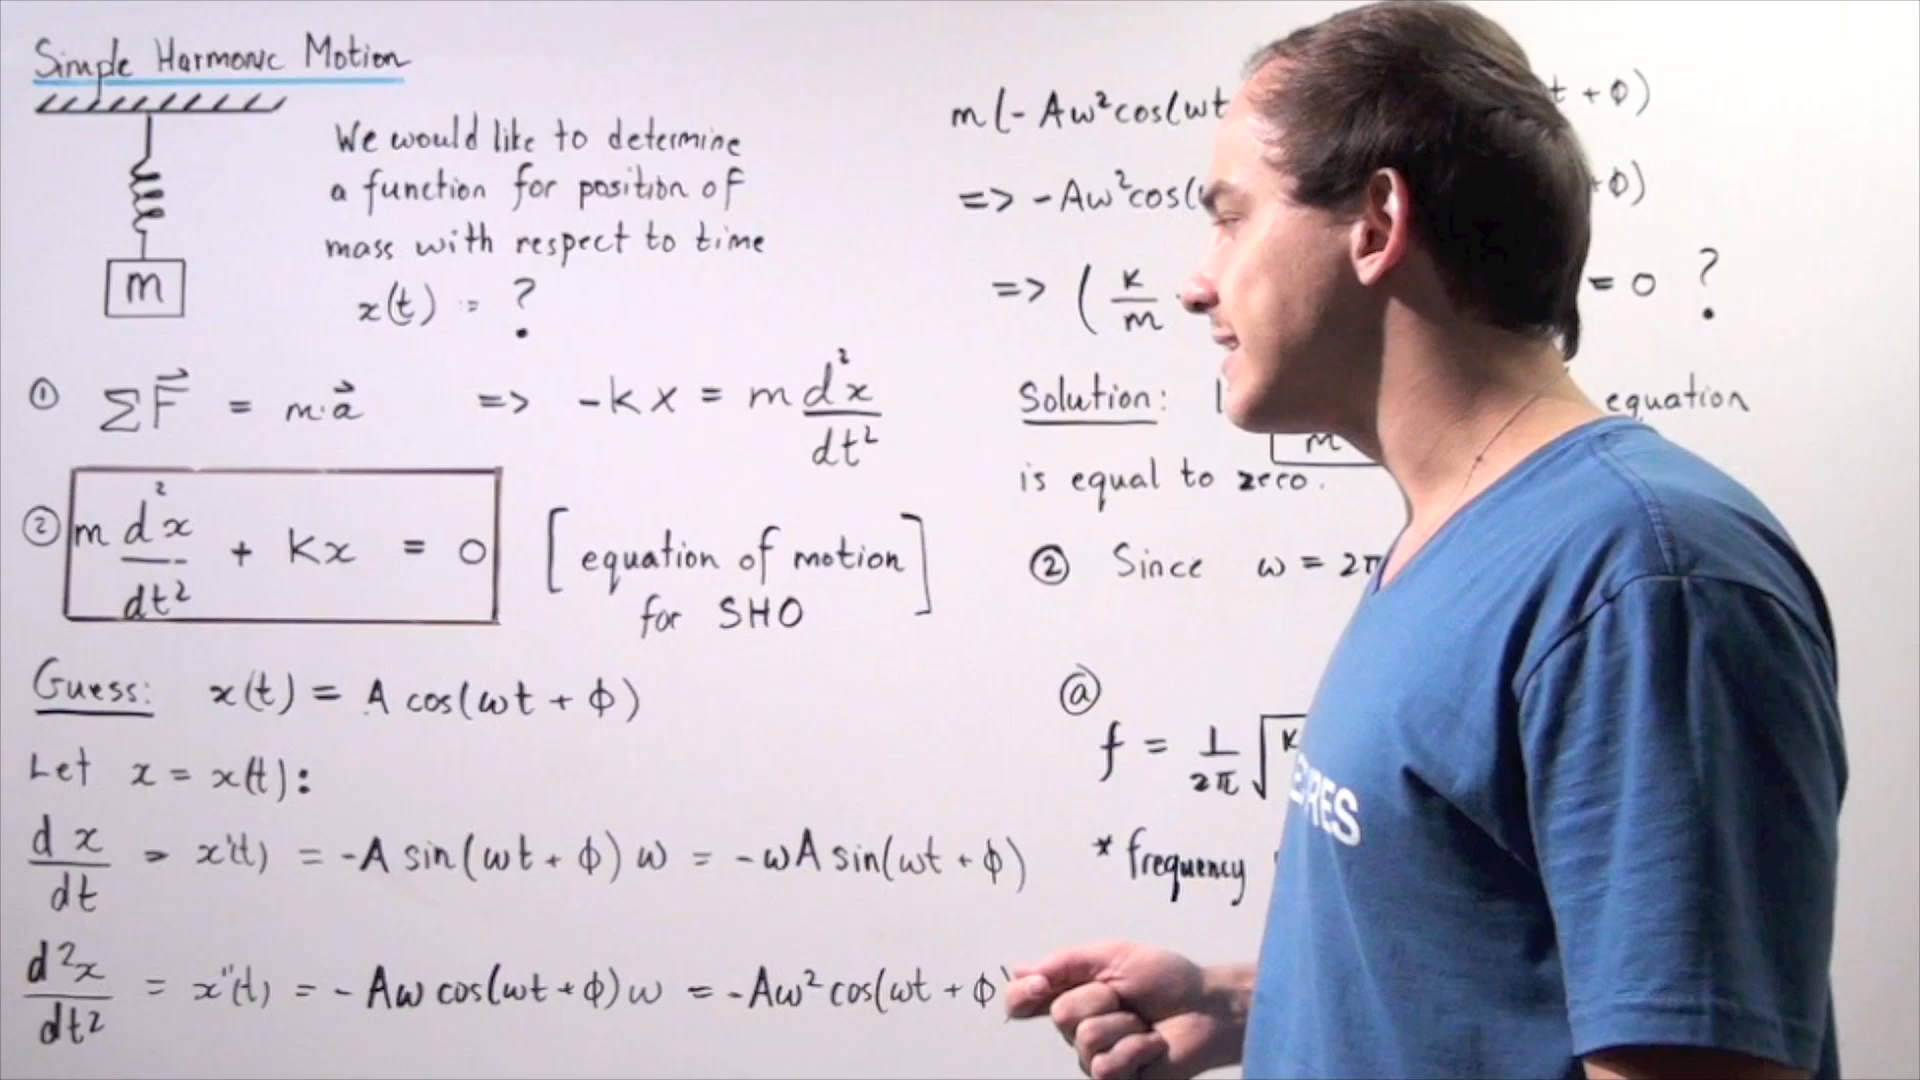 Simple Harmonic Motion
We would like to determine
a function for position of
mass with respect to time
x(t) = ?
m
① ΣF⃗ = m·a⃗ => -kx = m d²x/dt²
② m d²x/dt² + Kx = 0 [equation of motion
for SHO]
Guess: x(t) = A cos(ωt + ϕ)
Let x = x(t):
dx/dt = x'(t) = -A sin(ωt + ϕ) ω = -ωA sin(ωt + ϕ)
d²x/dt² = x''(t) = -Aω cos(ωt + ϕ) ω = -Aω² cos(ωt + ϕ)
m(-Aω²cos(ωt t + ϕ)
=> -Aω²cos( ϕ)
=> (K/m = 0 ?
Solution: equation
m
is equal to zero.
② Since ω = 2π
ⓐ
f = 1/2π √K
* frequency
RES